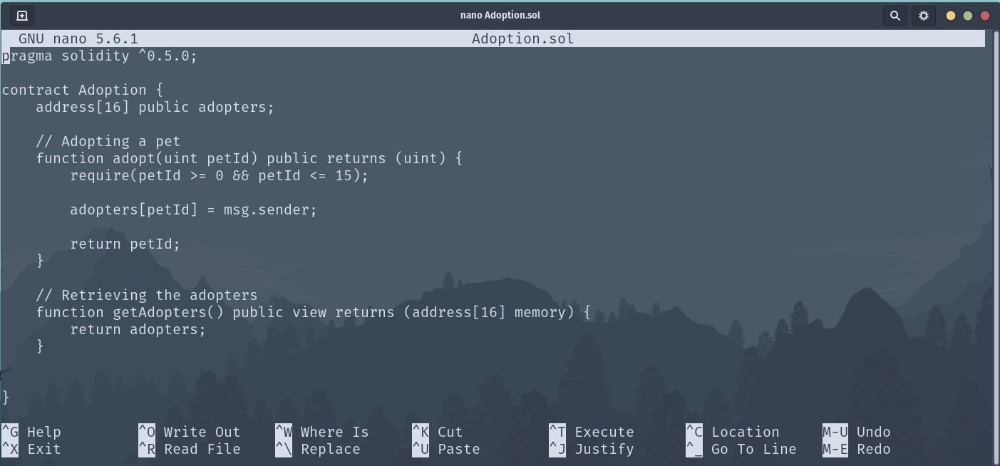 nano Adoption.sol
GNU nano 5.6.1 Adoption.sol
pragma solidity ^0.5.0;
contract Adoption {
    address[16] public adopters;
    // Adopting a pet
    function adopt(uint petId) public returns (uint) {
        require(petId >= 0 && petId <= 15);
        adopters[petId] = msg.sender;
        return petId;
    }
    // Retrieving the adopters
    function getAdopters() public view returns (address[16] memory) {
        return adopters;
    }
}
^G Help ^O Write Out ^W Where Is ^K Cut ^T Execute ^C Location M-U Undo
^X Exit ^R Read File ^\ Replace ^U Paste ^J Justify ^_ Go To Line M-E Redo